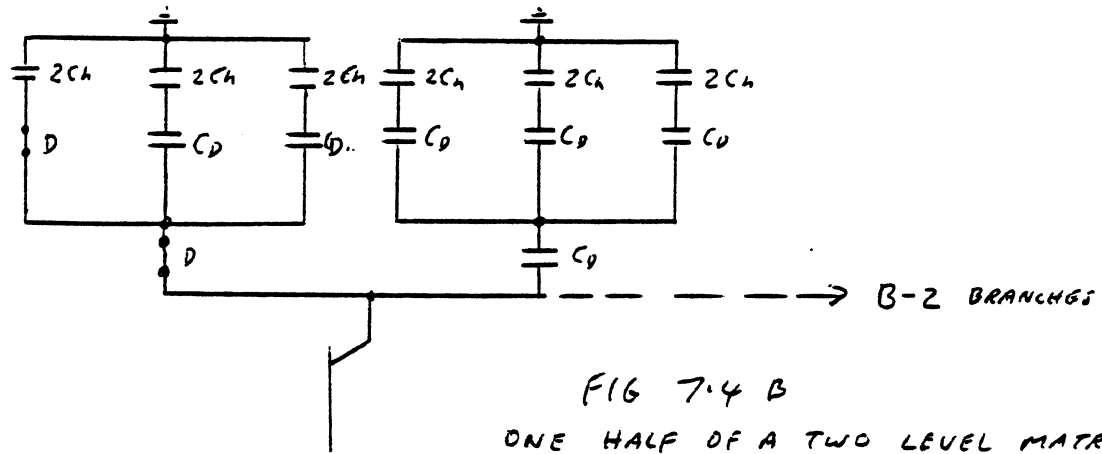 2Ch 2Ch 2Ch 2Ch 2Ch 2Ch
D CD CD.. CD CD CD
D CD
B-2 BRANCHES
FIG 7.4 B
ONE HALF OF A TWO LEVEL MATR